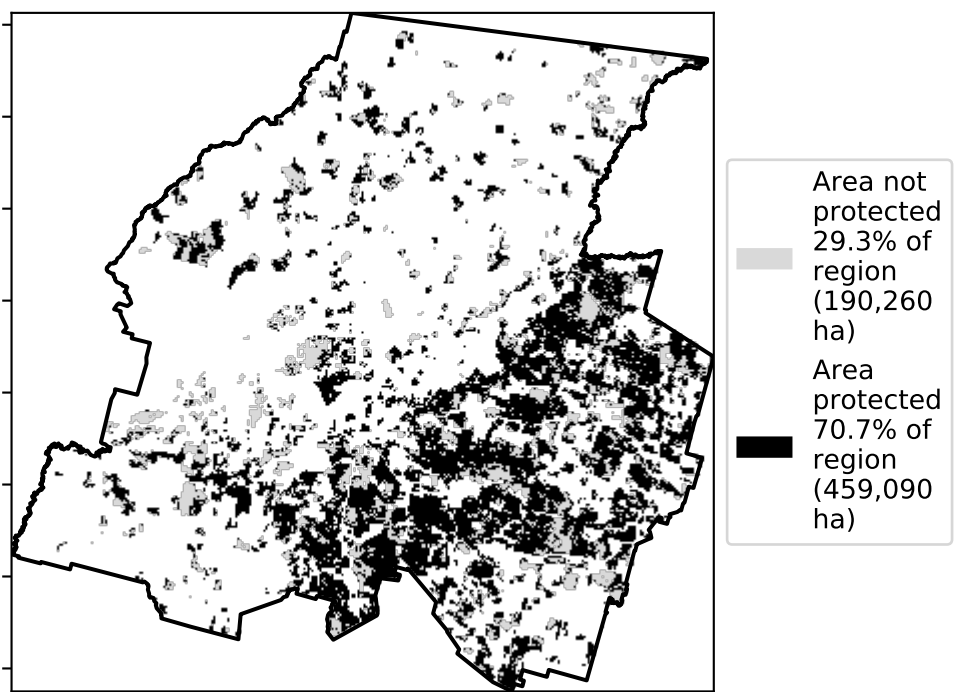 Area not
protected
29.3% of
region
(190,260
ha)
Area
protected
70.7% of
region
(459,090
ha)